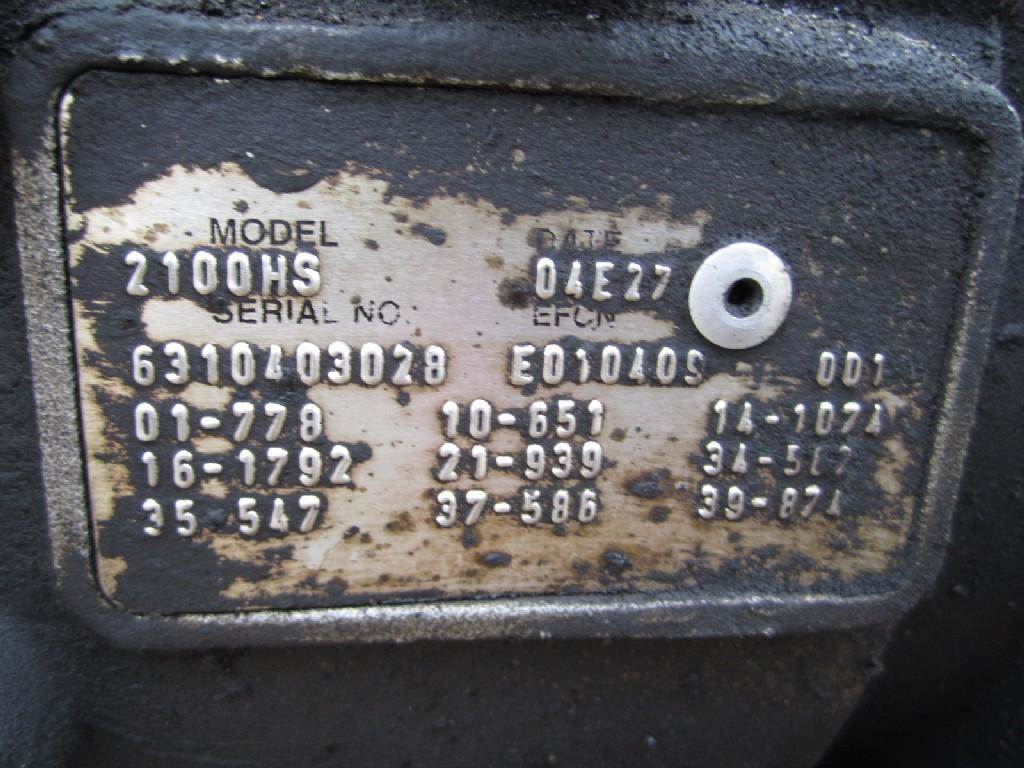 MODEL DATE
2100HS 04E27
SERIAL NO. EFCN
6310403028 E01040S 001
01-778 10-651 14-1074
16-1792 21-939
35 547 37-586 39-874